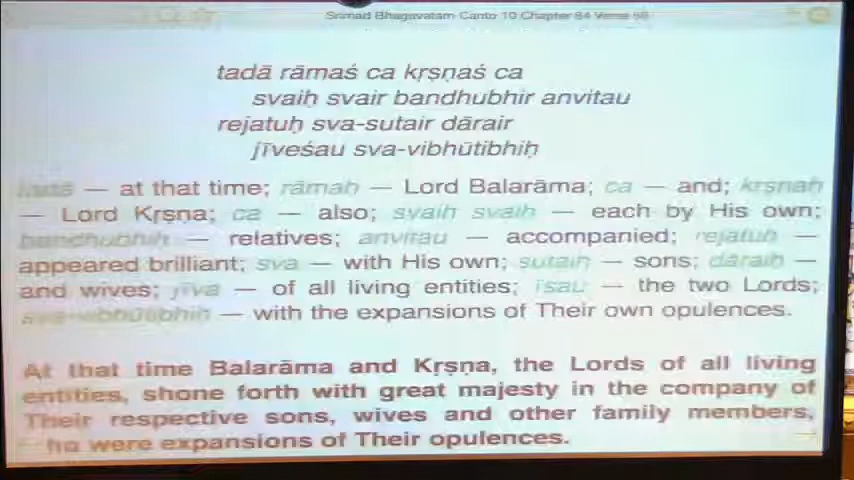 Srimad Bhagavatam Canto 10 Chapter 84 Verse
tadā rāmaś ca kṛṣṇaś ca
svaiḥ svair bandhubhir anvitau
rejatuḥ sva-sutair dārair
jīveśau sva-vibhūtibhiḥ
tadā — at that time; rāmaḥ — Lord Balarāma; ca — and; kṛṣṇaḥ
— Lord Kṛṣṇa; ca — also; svaiḥ svaiḥ — each by His own;
bandhubhiḥ — relatives; anvitau — accompanied; rejatuḥ —
appeared brilliant; sva — with His own; sutaiḥ — sons; dāraiḥ —
and wives; jīva — of all living entities; īśau — the two Lords;
sva-vibhūtibhiḥ — with the expansions of Their own opulences.
At that time Balarāma and Kṛṣṇa, the Lords of all living
entities, shone forth with great majesty in the company of
Their respective sons, wives and other family members,
were expansions of Their opulences.